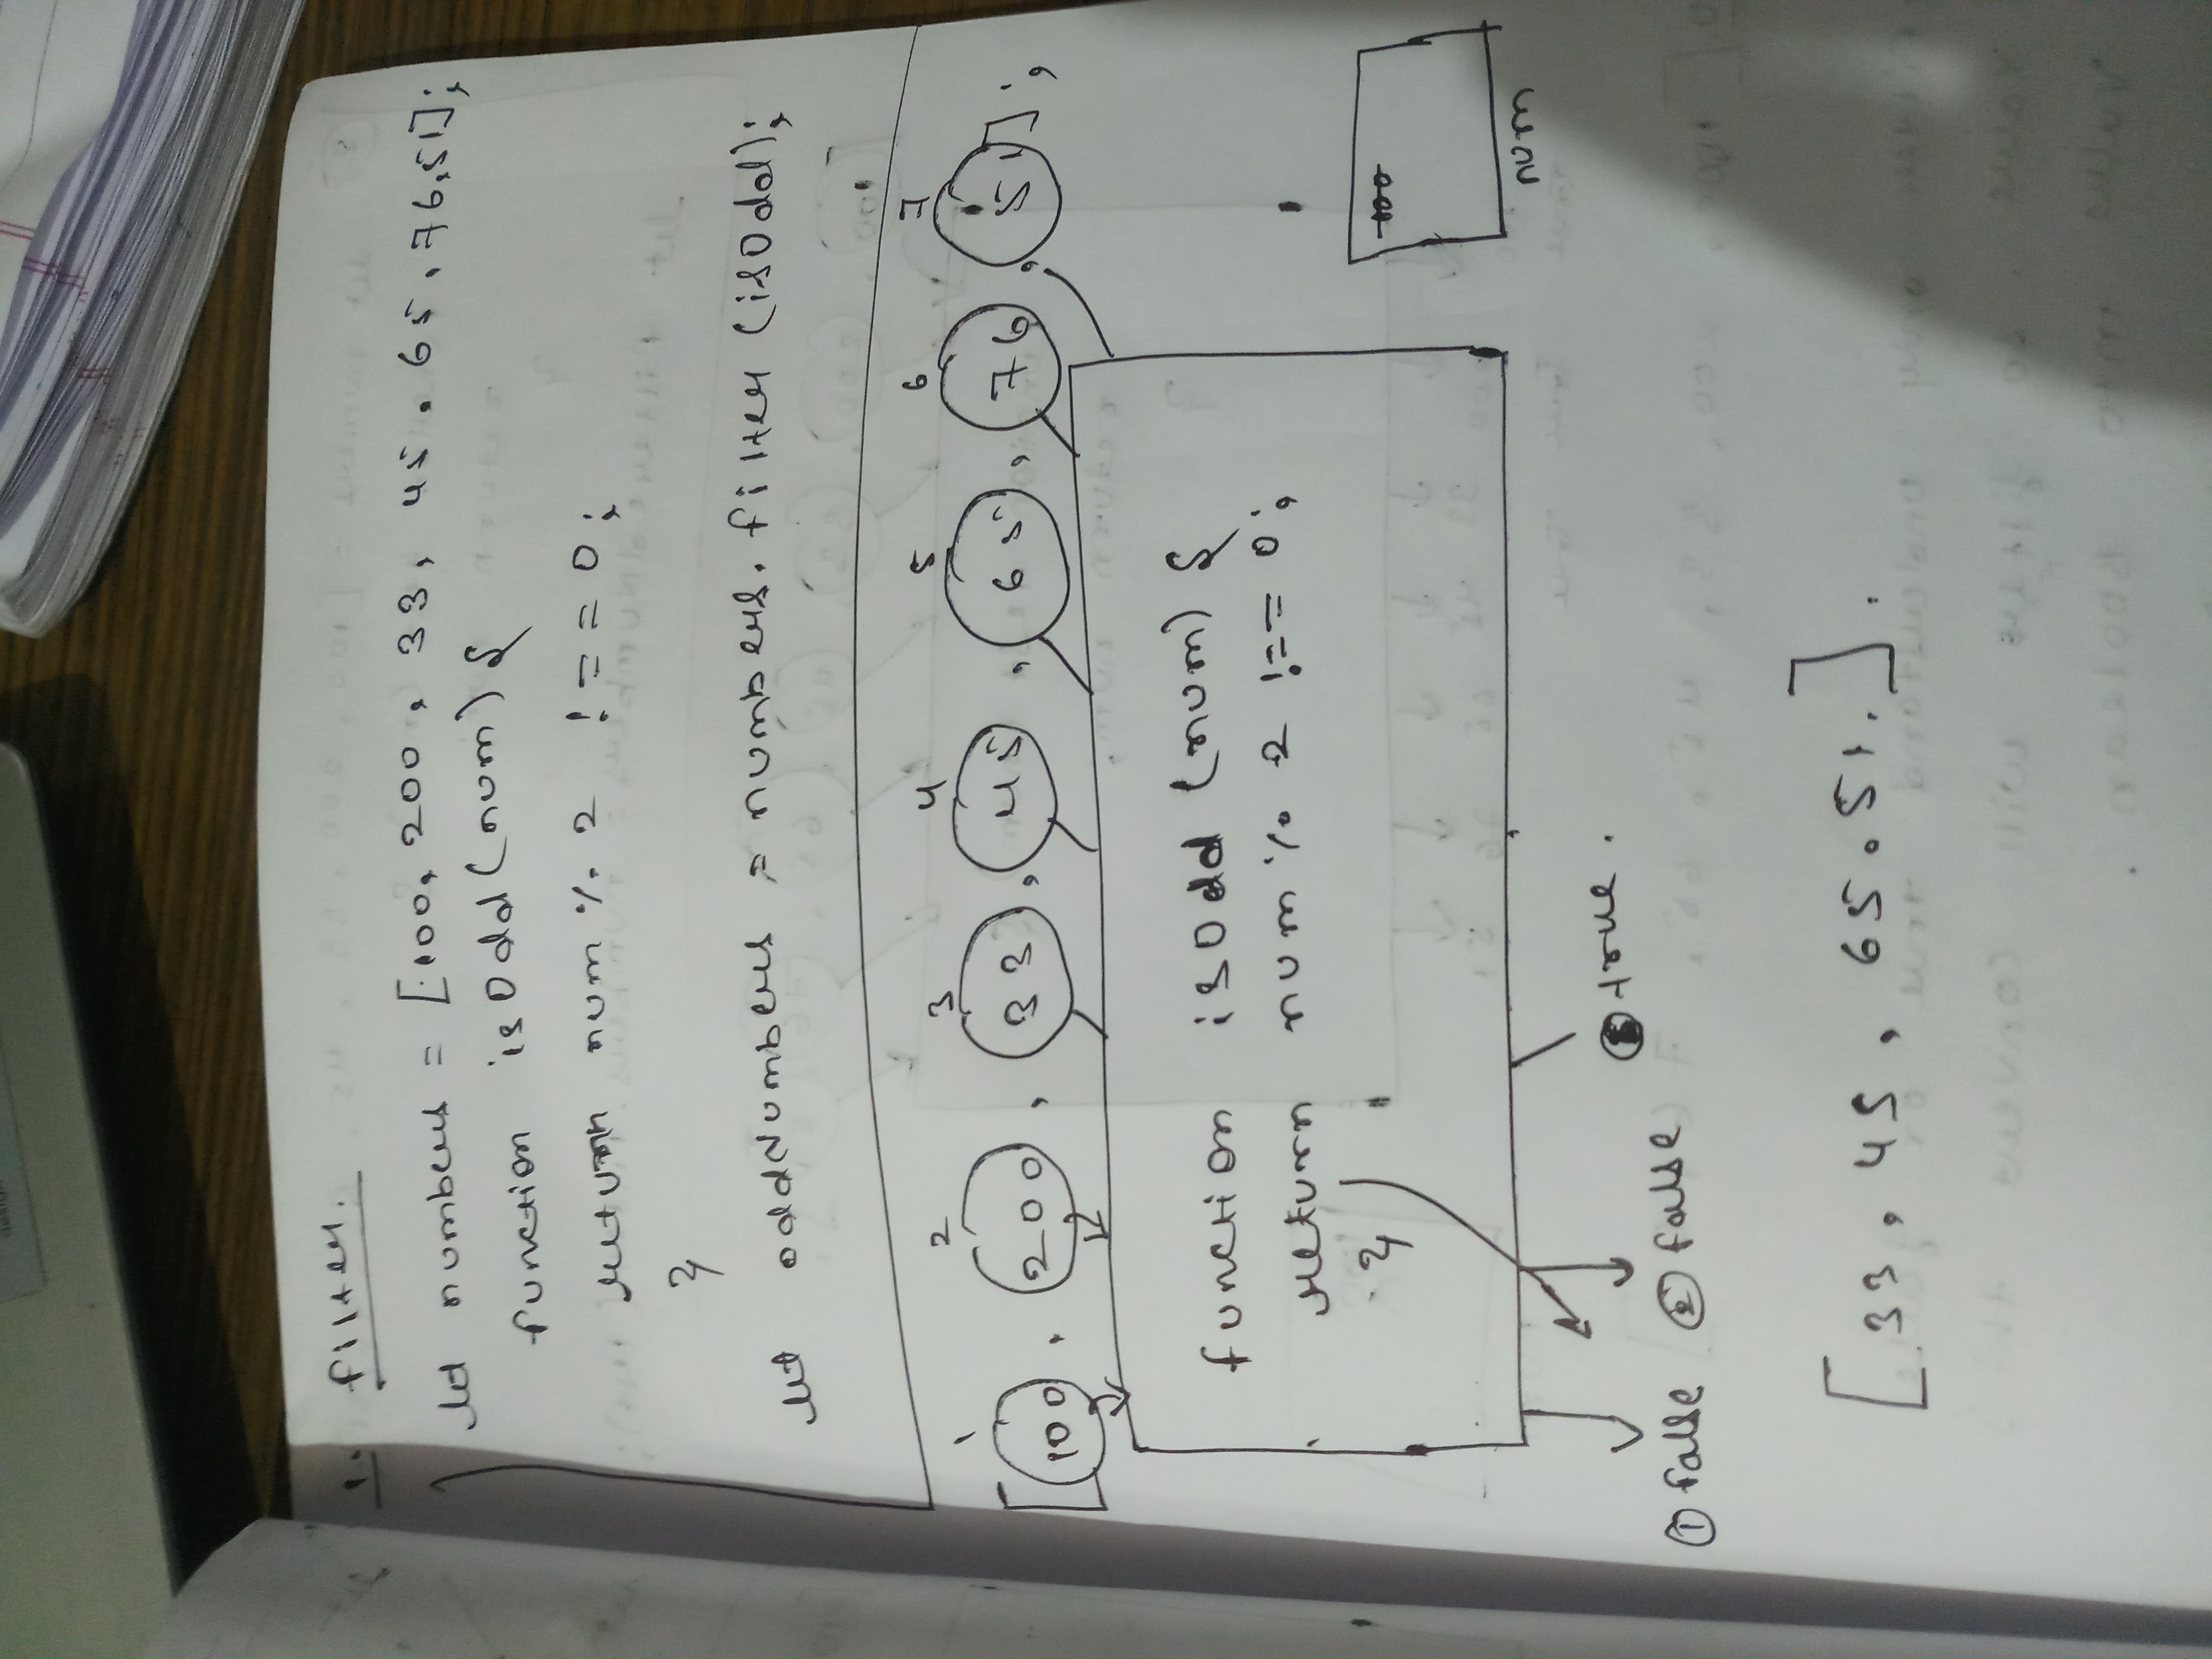 design
1. filter.
let numbers = [100, 200, 33, 45, 65, 76, 51];
function isOdd(num) {
return num % 2 !== 0;
}
let oddNumbers = numbers.filter (isOdd);
1 2 3 4 5 6 7
[100, 200, 33, 45, 65, 76, 51];
function isOdd (num) {
return num % 2 !== 0;
}
100
num
① false ② false ③ true.
[33, 45, 65. 51.].